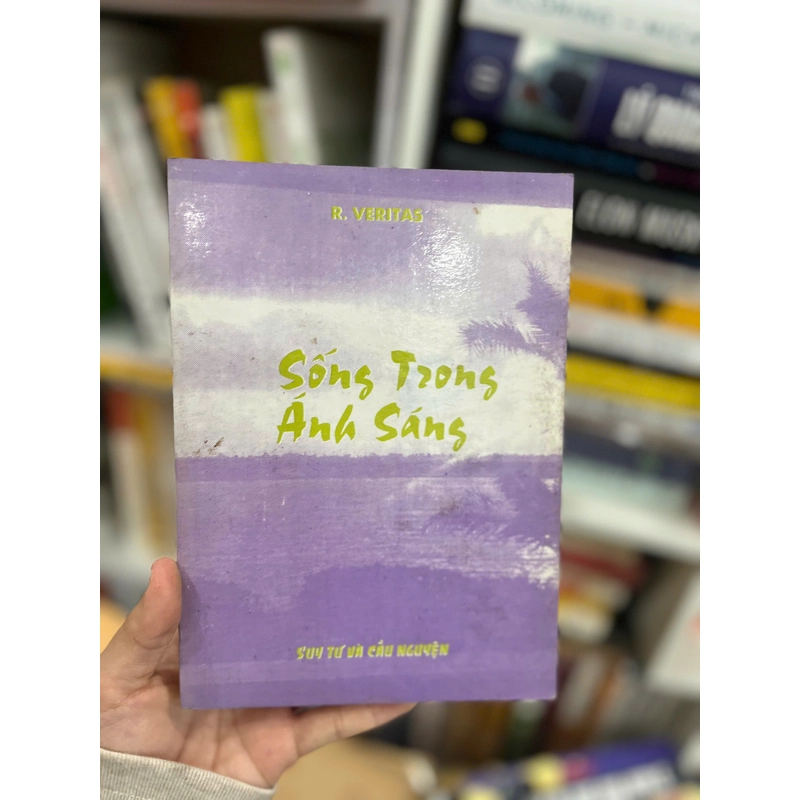 R. VERITAS
Sống Trong
Ánh Sáng
SUY TƯ VÀ CẦU NGUYỆN